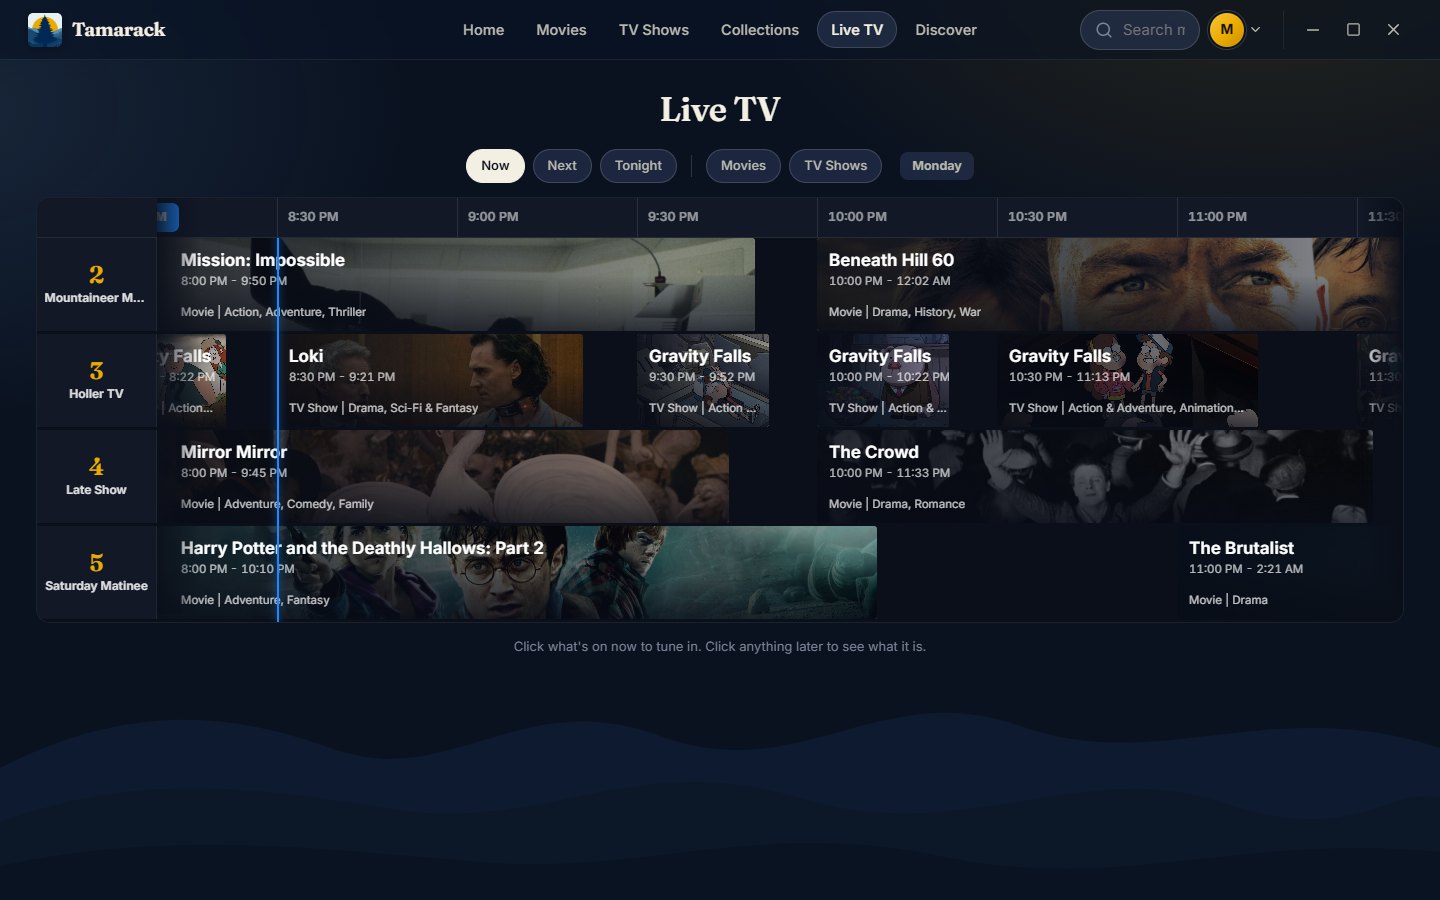 Tamarack
Home Movies TV Shows Collections Live TV Discover
Search m
M
Live TV
Now Next Tonight Movies TV Shows Monday
M 8:30 PM 9:00 PM 9:30 PM 10:00 PM 10:30 PM 11:00 PM 11:30
2
Mountaineer M...
Mission: Impossible
8:00 PM - 9:50 PM
Movie | Action, Adventure, Thriller
Beneath Hill 60
10:00 PM - 12:02 AM
Movie | Drama, History, War
3
Holler TV
y Falls
- 8:22 PM
| Action...
Loki
8:30 PM - 9:21 PM
TV Show | Drama, Sci-Fi & Fantasy
Gravity Falls
9:30 PM - 9:52 PM
TV Show | Action ...
Gravity Falls
10:00 PM - 10:22 PM
TV Show | Action & ...
Gravity Falls
10:30 PM - 11:13 PM
TV Show | Action & Adventure, Animation...
Gra
11:30
TV Sh
4
Late Show
Mirror Mirror
8:00 PM - 9:45 PM
Movie | Adventure, Comedy, Family
The Crowd
10:00 PM - 11:33 PM
Movie | Drama, Romance
5
Saturday Matinee
Harry Potter and the Deathly Hallows: Part 2
8:00 PM - 10:10 PM
Movie | Adventure, Fantasy
The Brutalist
11:00 PM - 2:21 AM
Movie | Drama
Click what's on now to tune in. Click anything later to see what it is.